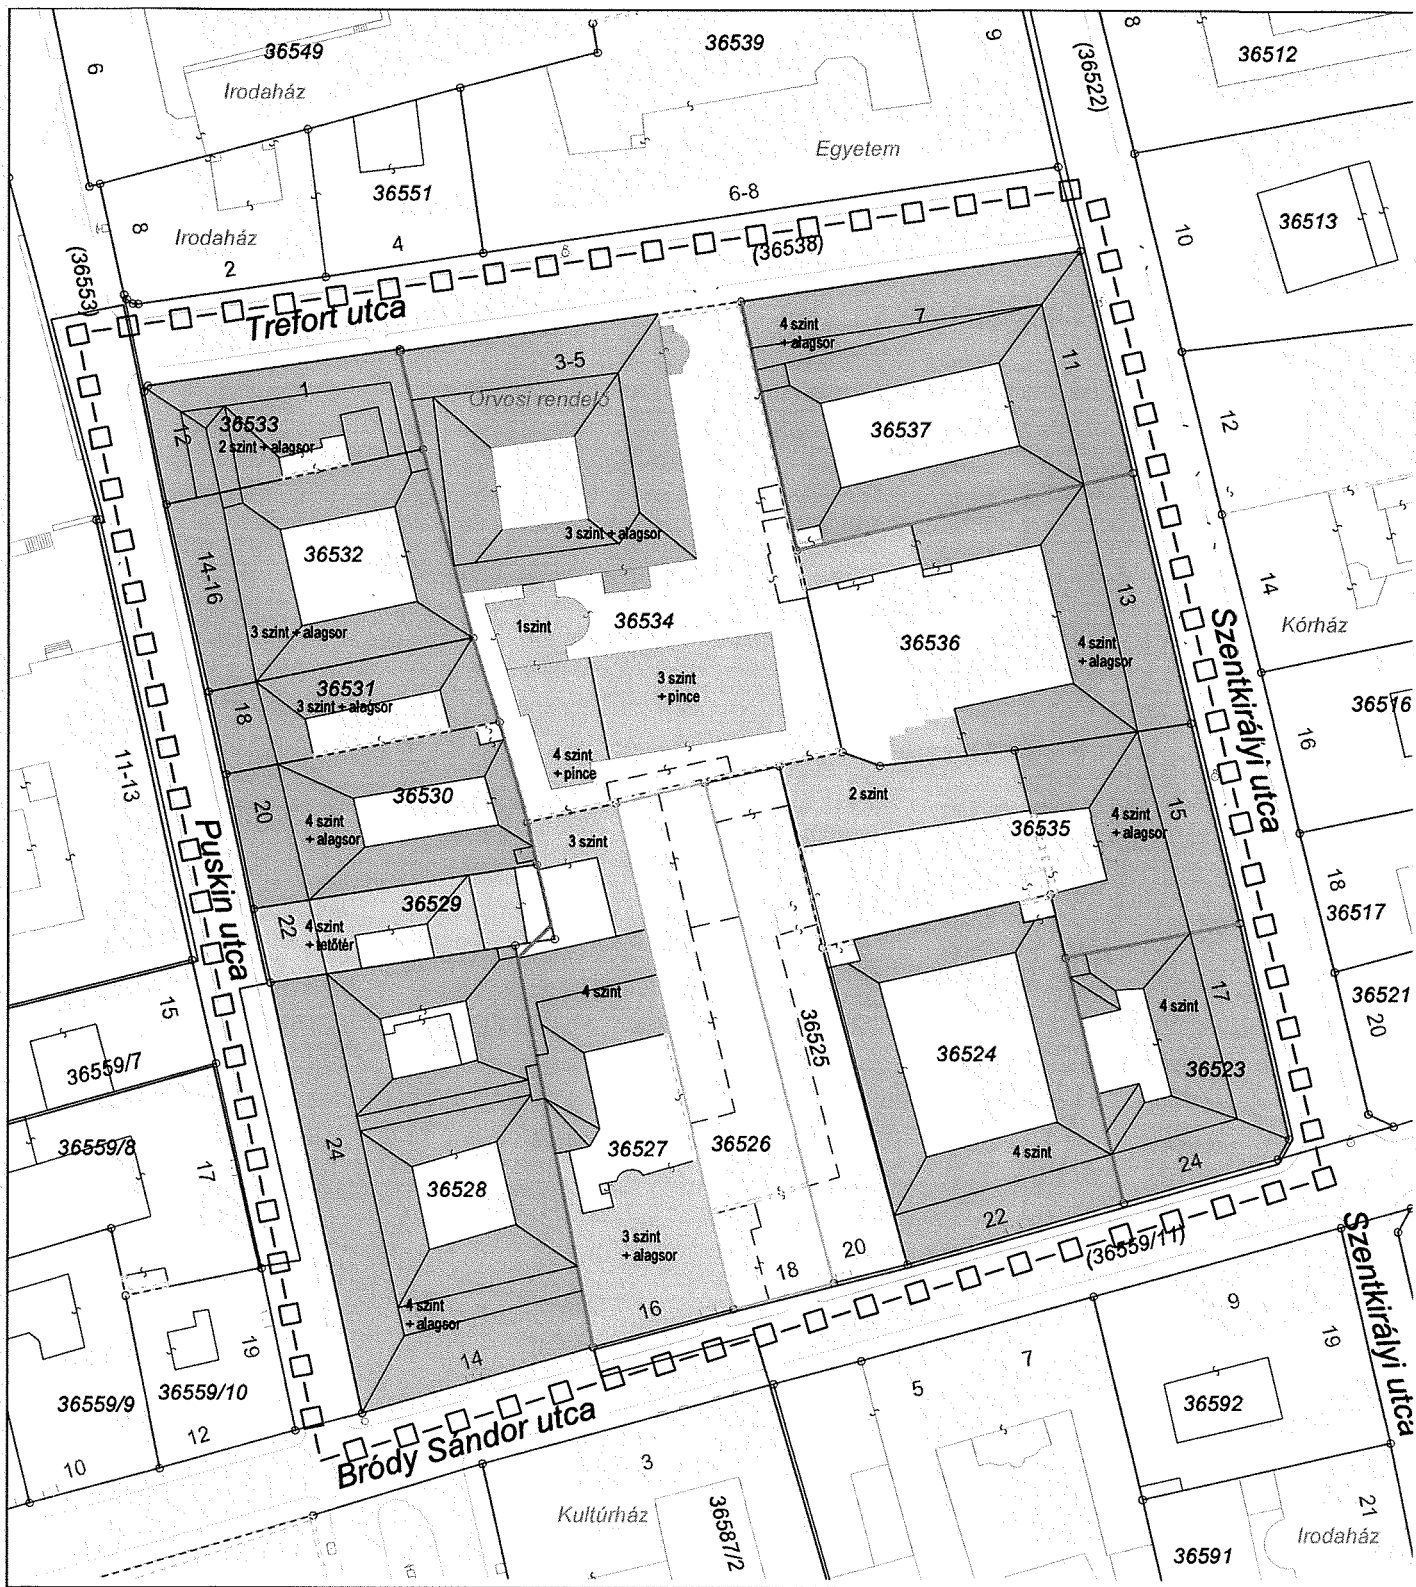 36549
Irodaház
6
36539
9
(36522)
8
36512
Egyetem
36551
6-8
8
Irodaház
2
4
(36538)
(36553)
Trefort utca
10
36513
7
4 szint
+ alagsor
11
3-5
Orvosi rendelő
1
12
36533
2 szint + alagsor
36537
12
36532
3 szint + alagsor
14-16
3 szint + alagsor
36534
1szint
36536
13
4 szint
+ alagsor
Szentkirályi utca
14
Kórház
36531
3 szint + alagsor
18
3 szint
+ pince
4 szint
+ pince
36516
16
11-13
36530
20
4 szint
+ alagsor
2 szint
36535
4 szint
+ alagsor
15
Puskin utca
3 szint
36529
22
4 szint
+ tetőtér
18
36517
15
4 szint
36525
17
4 szint
36521
20
36559/7
36524
36523
36559/8
17
24
36527
36526
4 szint
24
36528
3 szint
+ alagsor
22
(36559/11)
20
18
16
4 szint
+ alagsor
14
Szentkirályi utca
9
19
7
5
36592
19
36559/10
36559/9
12
10
Bródy Sándor utca
3
Kultúrház
36587/2
21
Irodaház
36591